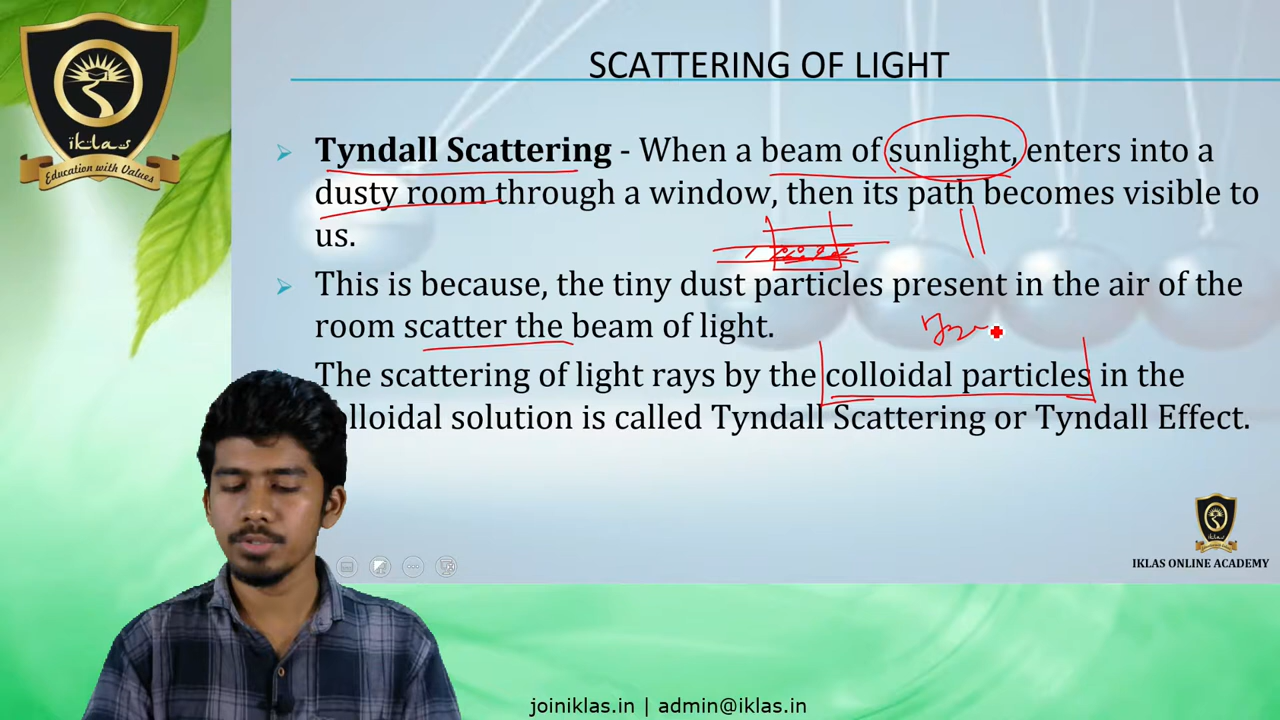 iklas
Education with Values
SCATTERING OF LIGHT
Tyndall Scattering - When a beam of sunlight, enters into a
dusty room through a window, then its path becomes visible to
us.
This is because, the tiny dust particles present in the air of the
room scatter the beam of light.
The scattering of light rays by the colloidal particles in the
olloidal solution is called Tyndall Scattering or Tyndall Effect.
IKLAS ONLINE ACADEMY
joiniklas.in | admin@iklas.in